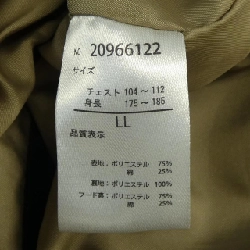 № 20966122
サイズ
チェスト 104～112
身長 175～185
LL
品質表示
表地：ポリエステル 75%
綿 25%
裏地：ポリエステル 100%
フード裏：ポリエステル 75%
綿 25%